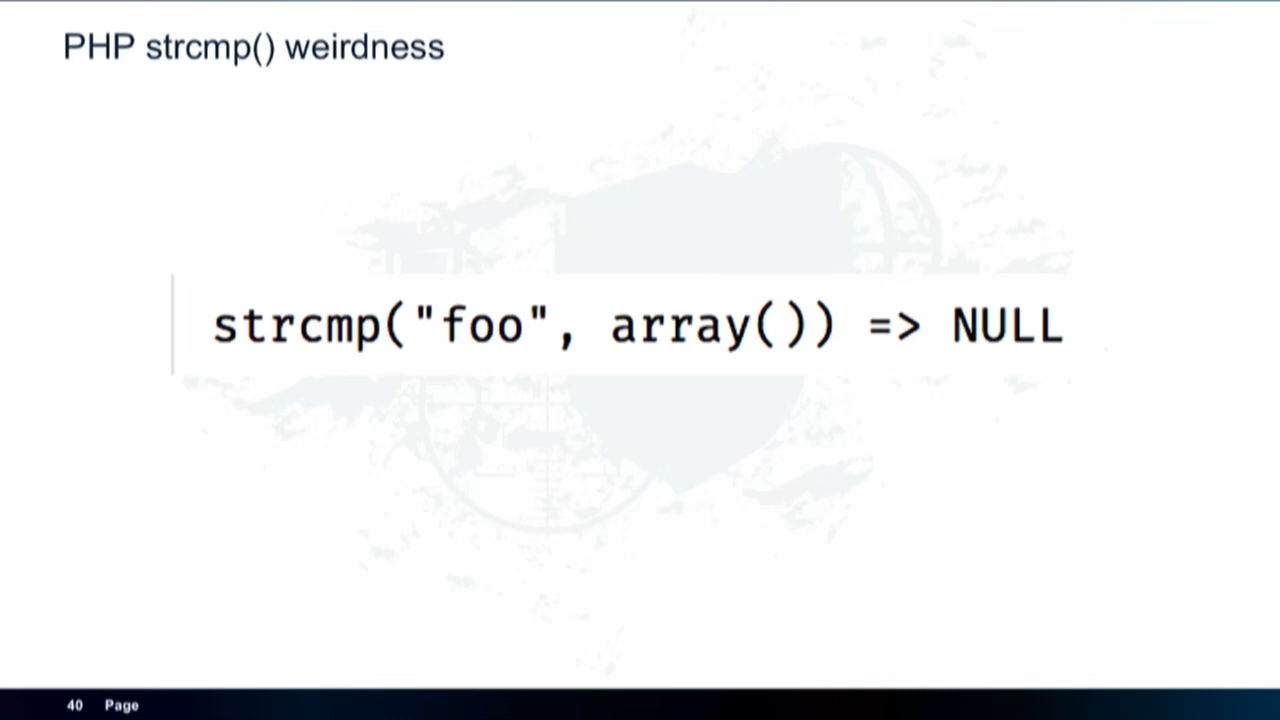 PHP strcmp() weirdness
strcmp("foo", array()) => NULL
40 Page